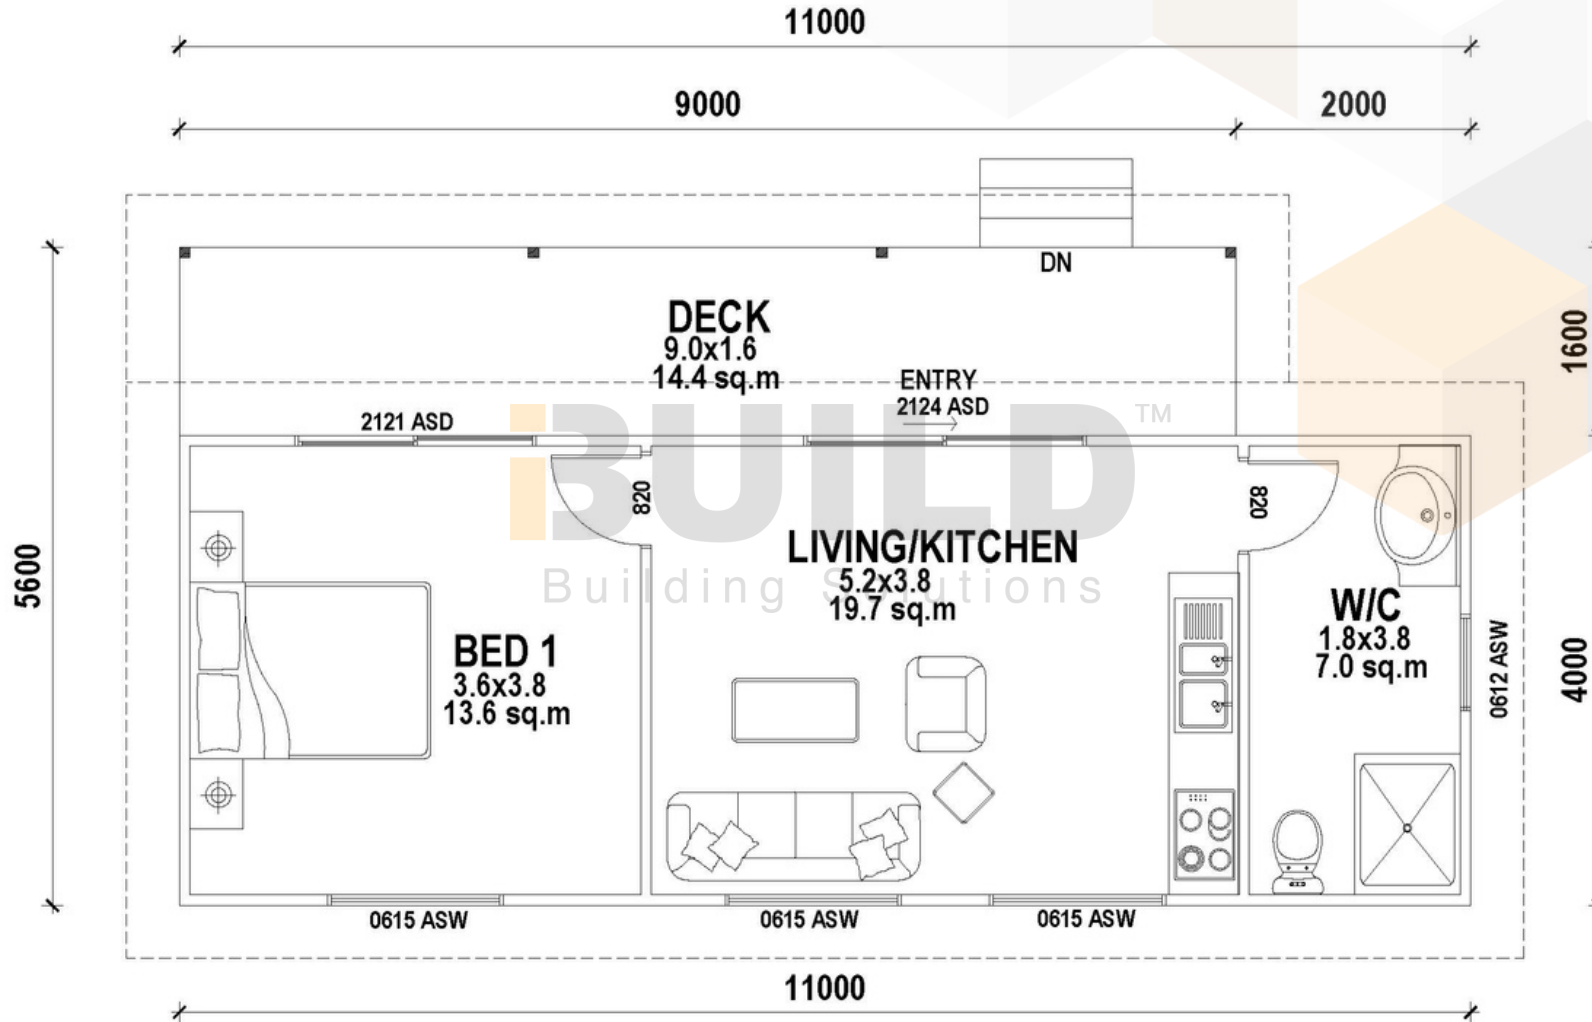 11000
9000
2000
DN
DECK
9.0x1.6
14.4 sq.m
ENTRY
2124 ASD
2121 ASD
1600
iBUILD™
Building Solutions
820
820
5600
LIVING/KITCHEN
5.2x3.8
19.7 sq.m
BED 1
3.6x3.8
13.6 sq.m
W/C
1.8x3.8
7.0 sq.m
0612 ASW
4000
0615 ASW
0615 ASW
0615 ASW
11000